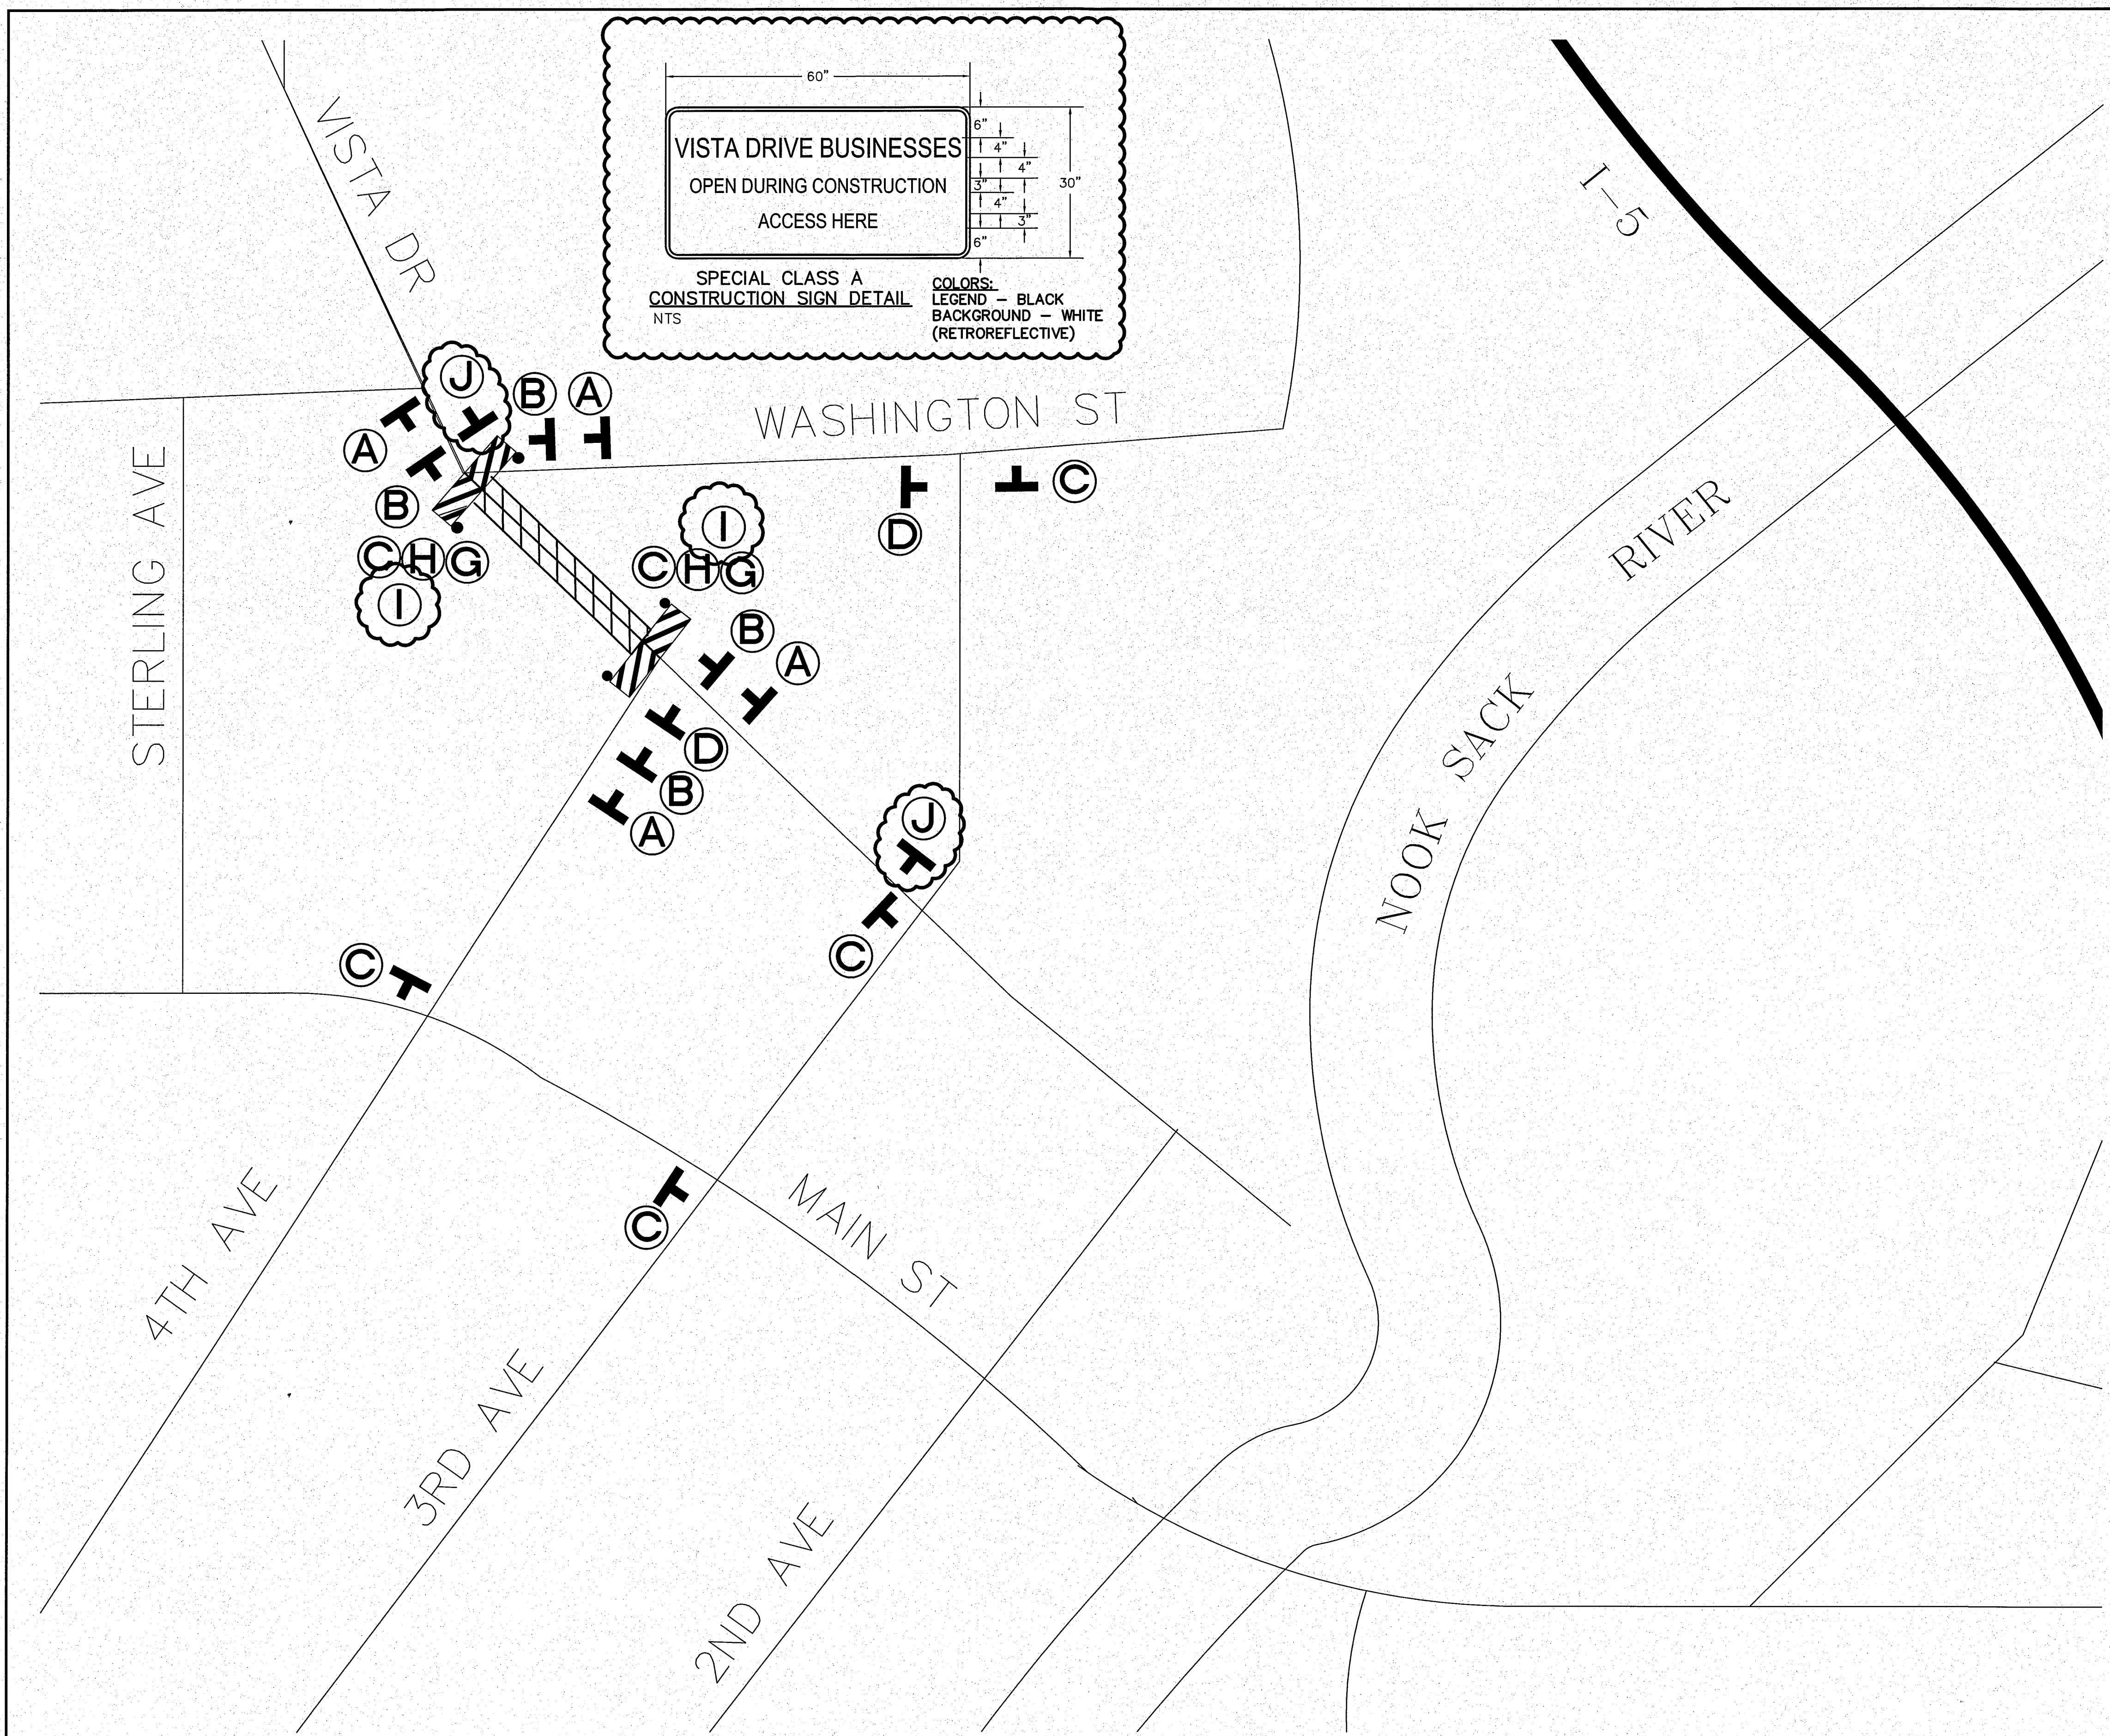 60"
VISTA DRIVE BUSINESSES
OPEN DURING CONSTRUCTION
ACCESS HERE
6"
4"
4"
3"
4"
3"
6"
30"
SPECIAL CLASS A
CONSTRUCTION SIGN DETAIL
NTS
COLORS:
LEGEND – BLACK
BACKGROUND – WHITE
(RETROREFLECTIVE)
VISTA DR
I-5
J
B A
WASHINGTON ST
A
B
C H G
I
STERLING AVE
I
C H G
D
C
RIVER
B
A
D
B
A
NOOK SACK
J
C
C
C
MAIN ST
4TH AVE
3RD AVE
2ND AVE